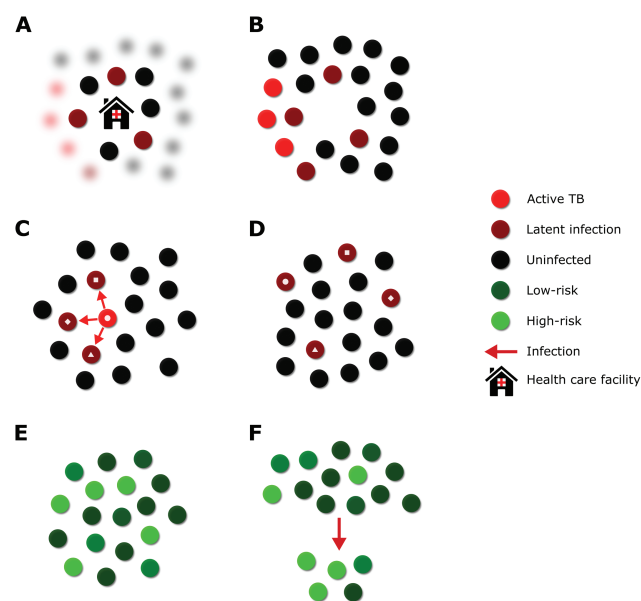 A
B
Active TB
Latent infection
Uninfected
Low-risk
High-risk
Infection
Health care facility
C
D
E
F